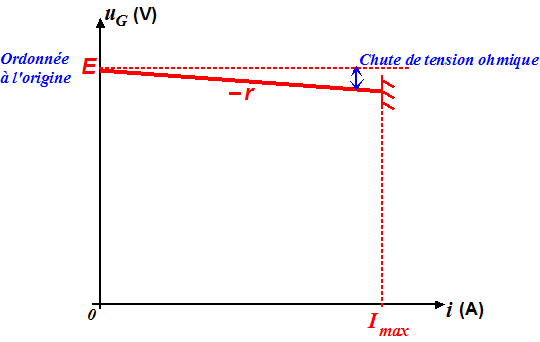 u_G (V)
Ordonnée
à l'origine
E
Chute de tension ohmique
–r
0
i (A)
I_max